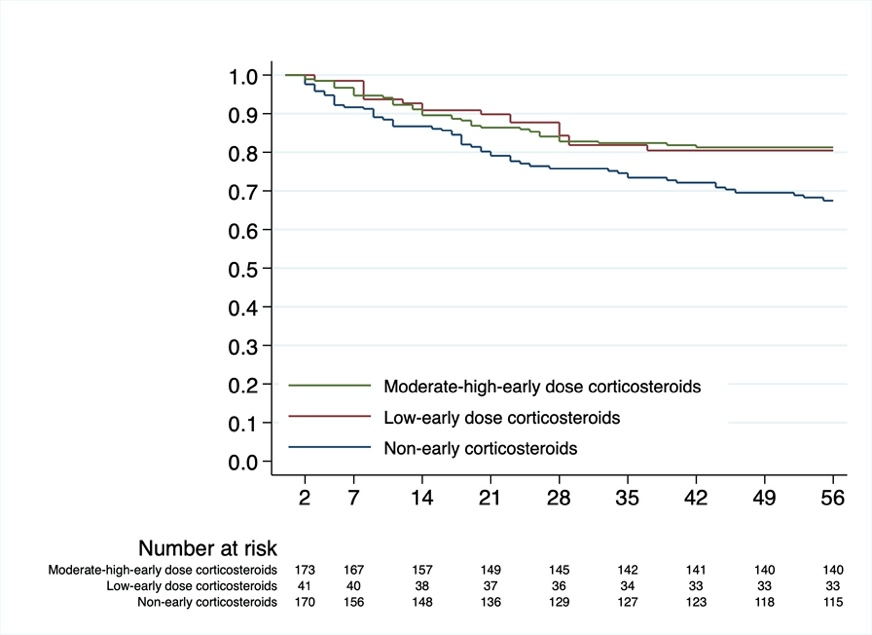 1.0
0.9
0.8
0.7
0.6
0.5
0.4
0.3
0.2
0.1
0.0
Moderate-high-early dose corticosteroids
Low-early dose corticosteroids
Non-early corticosteroids
2 7 14 21 28 35 42 49 56
Number at risk
Moderate-high-early dose corticosteroids 173 167 157 149 145 142 141 140 140
Low-early dose corticosteroids 41 40 38 37 36 34 33 33 33
Non-early corticosteroids 170 156 148 136 129 127 123 118 115